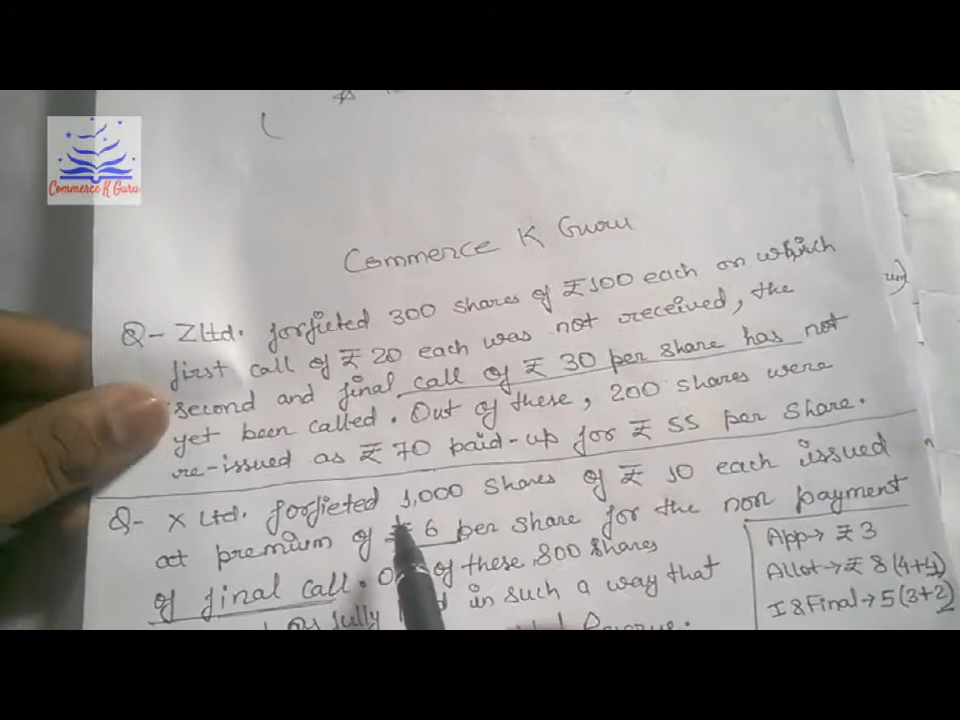 Commerce K Guru
Commerce K Guru
Q- Z Ltd. forfieted 300 shares of ₹100 each on which
first call of ₹ 20 each was not received, the
second and final call of ₹ 30 per share has not
yet been called. Out of these, 200 shares were
re-issued as ₹ 70 paid-up for ₹ 55 per share.
Q- X Ltd. forfieted 1,000 shares of ₹ 10 each issued
at premium of ₹ 6 per share for the non payment
of final call. of these 800 shares
fully in such a way that
App → ₹ 3
Allot → ₹ 8 (4+4)
I & Final → 5 (3+2)